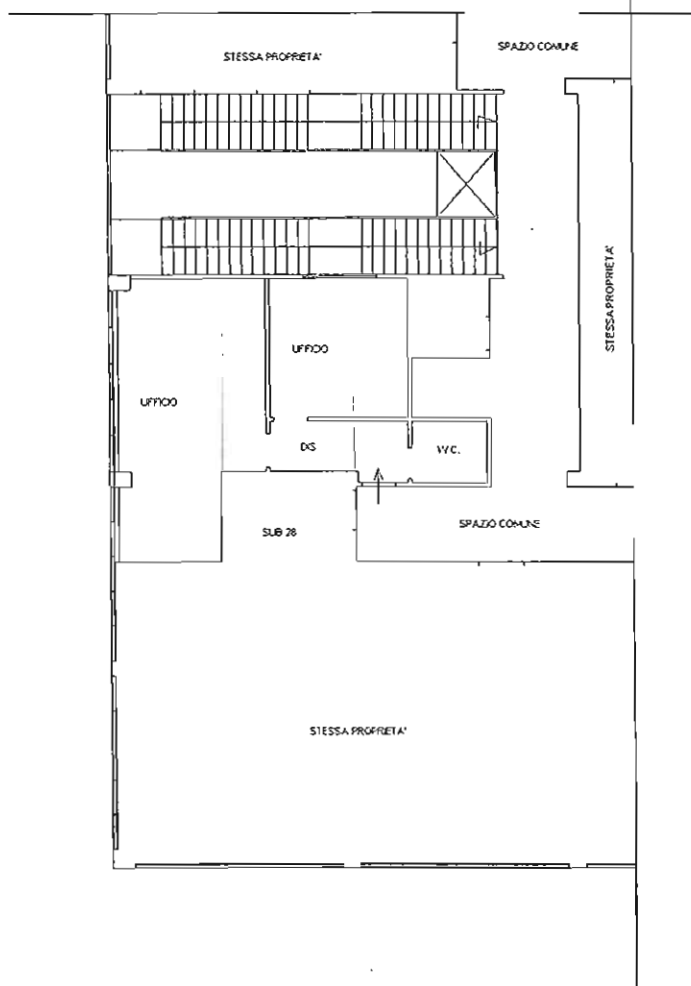 STESSA PROPRIETA'
SPAZIO COMUNE
STESSA PROPRIETA'
UFFICIO
UFFICIO
DIS
W.C.
SUB 28
SPAZIO COMUNE
STESSA PROPRIETA'